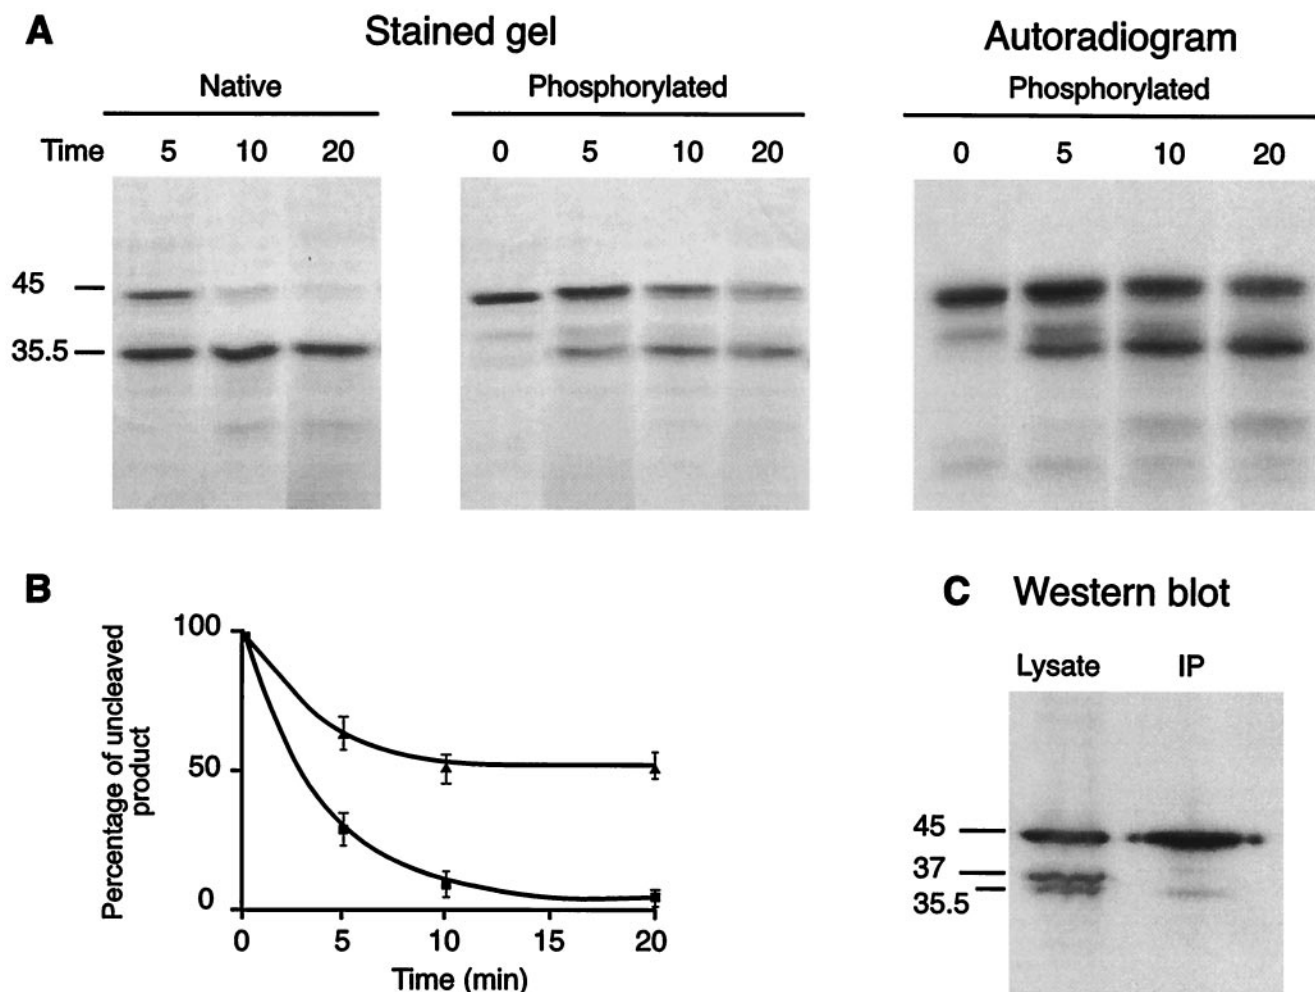 A
Stained gel
Autoradiogram
Native
Phosphorylated
Phosphorylated
Time 5 10 20
0 5 10 20
0 5 10 20
45
35.5
B
Percentage of uncleaved
product
100
50
0
0 5 10 15 20
Time (min)
C Western blot
Lysate IP
45
37
35.5